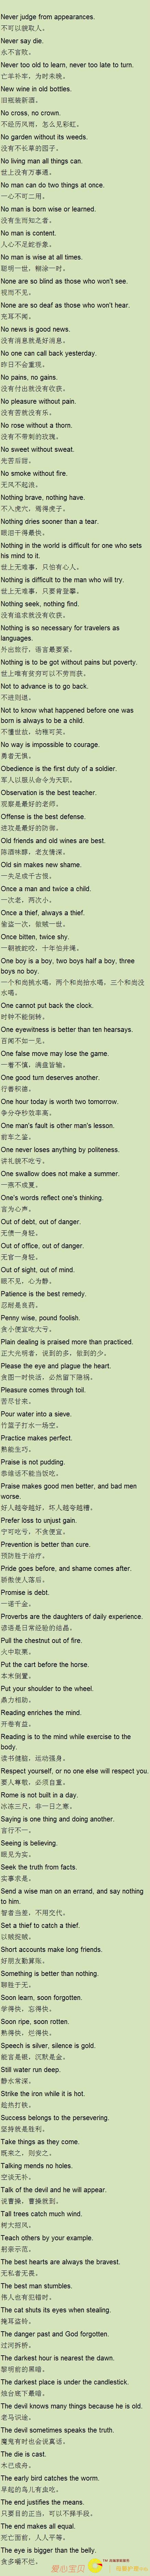 Never judge from appearances.
不可以貌取人。
Never say die.
永不言败。
Never too old to learn, never too late to turn.
亡羊补牢，为时未晚。
New wine in old bottles.
旧瓶装新酒。
No cross, no crown.
不经历风雨，怎么见彩虹。
No garden without its weeds.
没有不长草的园子。
No living man all things can.
世上没有万事通。
No man can do two things at once.
一心不可二用。
No man is born wise or learned.
没有生而知之者。
No man is content.
人心不足蛇吞象。
No man is wise at all times.
聪明一世，糊涂一时。
None are so blind as those who won't see.
视而不见。
None are so deaf as those who won't hear.
充耳不闻。
No news is good news.
没有消息就是好消息。
No one can call back yesterday.
昨日不会重现。
No pains, no gains.
没有付出就没有收获。
No pleasure without pain.
没有苦就没有乐。
No rose without a thorn.
没有不带刺的玫瑰。
No sweet without sweat.
先苦后甜。
No smoke without fire.
无风不起浪。
Nothing brave, nothing have.
不入虎穴，焉得虎子。
Nothing dries sooner than a tear.
眼泪干得最快。
Nothing in the world is difficult for one who sets
his mind to it.
世上无难事，只怕有心人。
Nothing is difficult to the man who will try.
世上无难事，只要肯登攀。
Nothing seek, nothing find.
没有追求就没有收获。
Nothing is so necessary for travelers as
languages.
外出旅行，语言最要紧。
Nothing is to be got without pains but poverty.
世上唯有贫穷可以不劳而获。
Not to advance is to go back.
不进则退。
Not to know what happened before one was
born is always to be a child.
不懂世故，幼稚可笑。
No way is impossible to courage.
勇者无惧。
Obedience is the first duty of a soldier.
军人以服从命令为天职。
Observation is the best teacher.
观察是最好的老师。
Offense is the best defense.
进攻是最好的防御。
Old friends and old wines are best.
陈酒味醇，老友情深。
Old sin makes new shame.
一失足成千古恨。
Once a man and twice a child.
一次老，两次小。
Once a thief, always a thief.
偷盗一次，做贼一世。
Once bitten, twice shy.
一朝被蛇咬，十年怕井绳。
One boy is a boy, two boys half a boy, three
boys no boy.
一个和尚挑水喝，两个和尚抬水喝，三个和尚没
水喝。
One cannot put back the clock.
时钟不能倒转。
One eyewitness is better than ten hearsays.
百闻不如一见。
One false move may lose the game.
一着不慎，满盘皆输。
One good turn deserves another.
行善积德。
One hour today is worth two tomorrow.
争分夺秒效率高。
One man's fault is other man's lesson.
前车之鉴。
One never loses anything by politeness.
讲礼貌不吃亏。
One swallow does not make a summer.
一燕不成夏。
One's words reflect one's thinking.
言为心声。
Out of debt, out of danger.
无债一身轻。
Out of office, out of danger.
无官一身轻。
Out of sight, out of mind.
眼不见，心为静。
Patience is the best remedy.
忍耐是良药。
Penny wise, pound foolish.
贪小便宜吃大亏。
Plain dealing is praised more than practiced.
正大光明者，说到的多，做到的少。
Please the eye and plague the heart.
贪图一时快活，必然留下隐祸。
Pleasure comes through toil.
苦尽甘来。
Pour water into a sieve.
竹篮子打水一场空。
Practice makes perfect.
熟能生巧。
Praise is not pudding.
恭维话不能当饭吃。
Praise makes good men better, and bad men
worse.
好人越夸越好，坏人越夸越糟。
Prefer loss to unjust gain.
宁可吃亏，不贪便宜。
Prevention is better than cure.
预防胜于治疗。
Pride goes before, and shame comes after.
骄傲使人落后。
Promise is debt.
一诺千金。
Proverbs are the daughters of daily experience.
谚语是日常经验的结晶。
Pull the chestnut out of fire.
火中取栗。
Put the cart before the horse.
本末倒置。
Put your shoulder to the wheel.
鼎力相助。
Reading enriches the mind.
开卷有益。
Reading is to the mind while exercise to the
body.
读书健脑，运动强身。
Respect yourself, or no one else will respect you.
要人尊敬，必须自重。
Rome is not built in a day.
冰冻三尺，非一日之寒。
Saying is one thing and doing another.
言行不一。
Seeing is believing.
眼见为实。
Seek the truth from facts.
实事求是。
Send a wise man on an errand, and say nothing
to him.
智者当差，不用交代。
Set a thief to catch a thief.
以贼捉贼。
Short accounts make long friends.
好朋友勤算账。
Something is better than nothing.
聊胜于无。
Soon learn, soon forgotten.
学得快，忘得快。
Soon ripe, soon rotten.
熟得快，烂得快。
Speech is silver, silence is gold.
能言是银，沉默是金。
Still water run deep.
静水常深。
Strike the iron while it is hot.
趁热打铁。
Success belongs to the persevering.
坚持就是胜利。
Take things as they come.
既来之，则安之。
Talking mends no holes.
空谈无补。
Talk of the devil and he will appear.
说曹操，曹操就到。
Tall trees catch much wind.
树大招风。
Teach others by your example.
躬亲示范。
The best hearts are always the bravest.
无私者无畏。
The best man stumbles.
伟人也有犯错时。
The cat shuts its eyes when stealing.
掩耳盗铃。
The danger past and God forgotten.
过河拆桥。
The darkest hour is nearest the dawn.
黎明前的黑暗。
The darkest place is under the candlestick.
烛台底下最暗。
The devil knows many things because he is old.
老马识途。
The devil sometimes speaks the truth.
魔鬼有时也会说真话。
The die is cast.
木已成舟。
The early bird catches the worm.
早起的鸟儿有虫吃。
The end justifies the means.
只要目的正当，可以不择手段。
The end makes all equal.
死亡面前，人人平等。
The eye is bigger than the belly.
贪多嚼不烂。
爱心宝贝